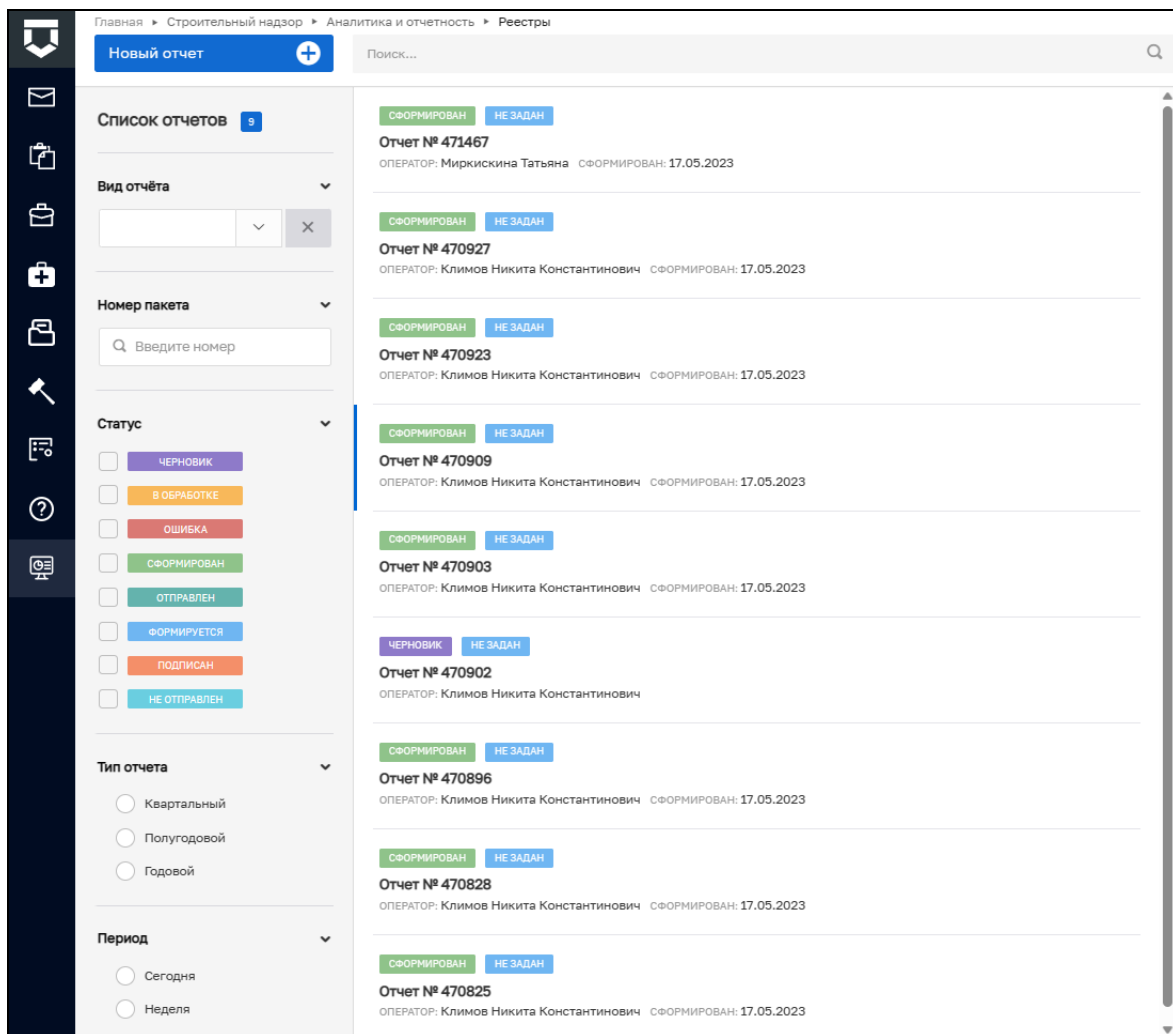 Главная ▸ Строительный надзор ▸ Аналитика и отчетность ▸ Реестры
Новый отчет
Поиск...
Список отчетов 9
Вид отчёта
Номер пакета
Введите номер
Статус
ЧЕРНОВИК
В ОБРАБОТКЕ
ОШИБКА
СФОРМИРОВАН
ОТПРАВЛЕН
ФОРМИРУЕТСЯ
ПОДПИСАН
НЕ ОТПРАВЛЕН
Тип отчета
Квартальный
Полугодовой
Годовой
Период
Сегодня
Неделя
СФОРМИРОВАН НЕ ЗАДАН
Отчет № 471467
ОПЕРАТОР: Миркискина Татьяна СФОРМИРОВАН: 17.05.2023
СФОРМИРОВАН НЕ ЗАДАН
Отчет № 470927
ОПЕРАТОР: Климов Никита Константинович СФОРМИРОВАН: 17.05.2023
СФОРМИРОВАН НЕ ЗАДАН
Отчет № 470923
ОПЕРАТОР: Климов Никита Константинович СФОРМИРОВАН: 17.05.2023
СФОРМИРОВАН НЕ ЗАДАН
Отчет № 470909
ОПЕРАТОР: Климов Никита Константинович СФОРМИРОВАН: 17.05.2023
СФОРМИРОВАН НЕ ЗАДАН
Отчет № 470903
ОПЕРАТОР: Климов Никита Константинович СФОРМИРОВАН: 17.05.2023
ЧЕРНОВИК НЕ ЗАДАН
Отчет № 470902
ОПЕРАТОР: Климов Никита Константинович
СФОРМИРОВАН НЕ ЗАДАН
Отчет № 470896
ОПЕРАТОР: Климов Никита Константинович СФОРМИРОВАН: 17.05.2023
СФОРМИРОВАН НЕ ЗАДАН
Отчет № 470828
ОПЕРАТОР: Климов Никита Константинович СФОРМИРОВАН: 17.05.2023
СФОРМИРОВАН НЕ ЗАДАН
Отчет № 470825
ОПЕРАТОР: Климов Никита Константинович СФОРМИРОВАН: 17.05.2023